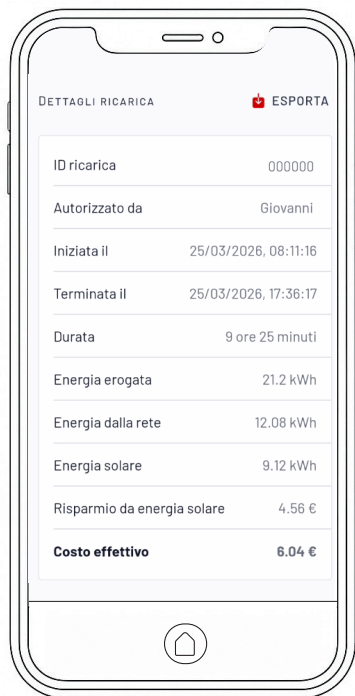 DETTAGLI RICARICA ESPORTA
ID ricarica 000000
Autorizzato da Giovanni
Iniziata il 25/03/2026, 08:11:16
Terminata il 25/03/2026, 17:36:17
Durata 9 ore 25 minuti
Energia erogata 21.2 kWh
Energia dalla rete 12.08 kWh
Energia solare 9.12 kWh
Risparmio da energia solare 4.56 €
Costo effettivo 6.04 €